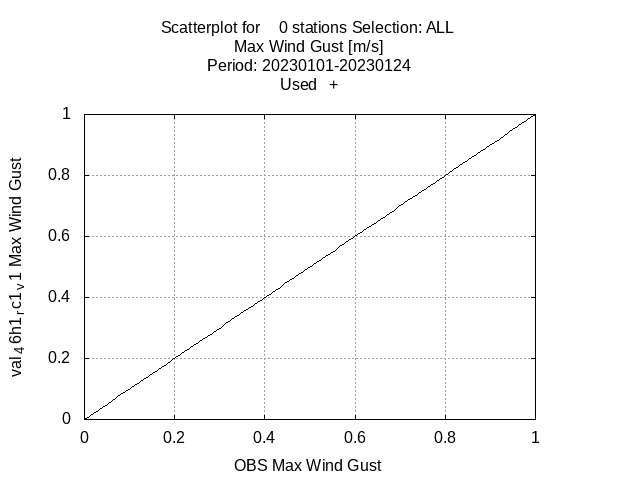 Scatterplot for    0 stations Selection: ALL
Max Wind Gust [m/s]
Period: 20230101-20230124
Used   +
1
0.8
0.6
0.4
0.2
0
val46h1rc1v1 Max Wind Gust
0 0.2 0.4 0.6 0.8 1
OBS Max Wind Gust